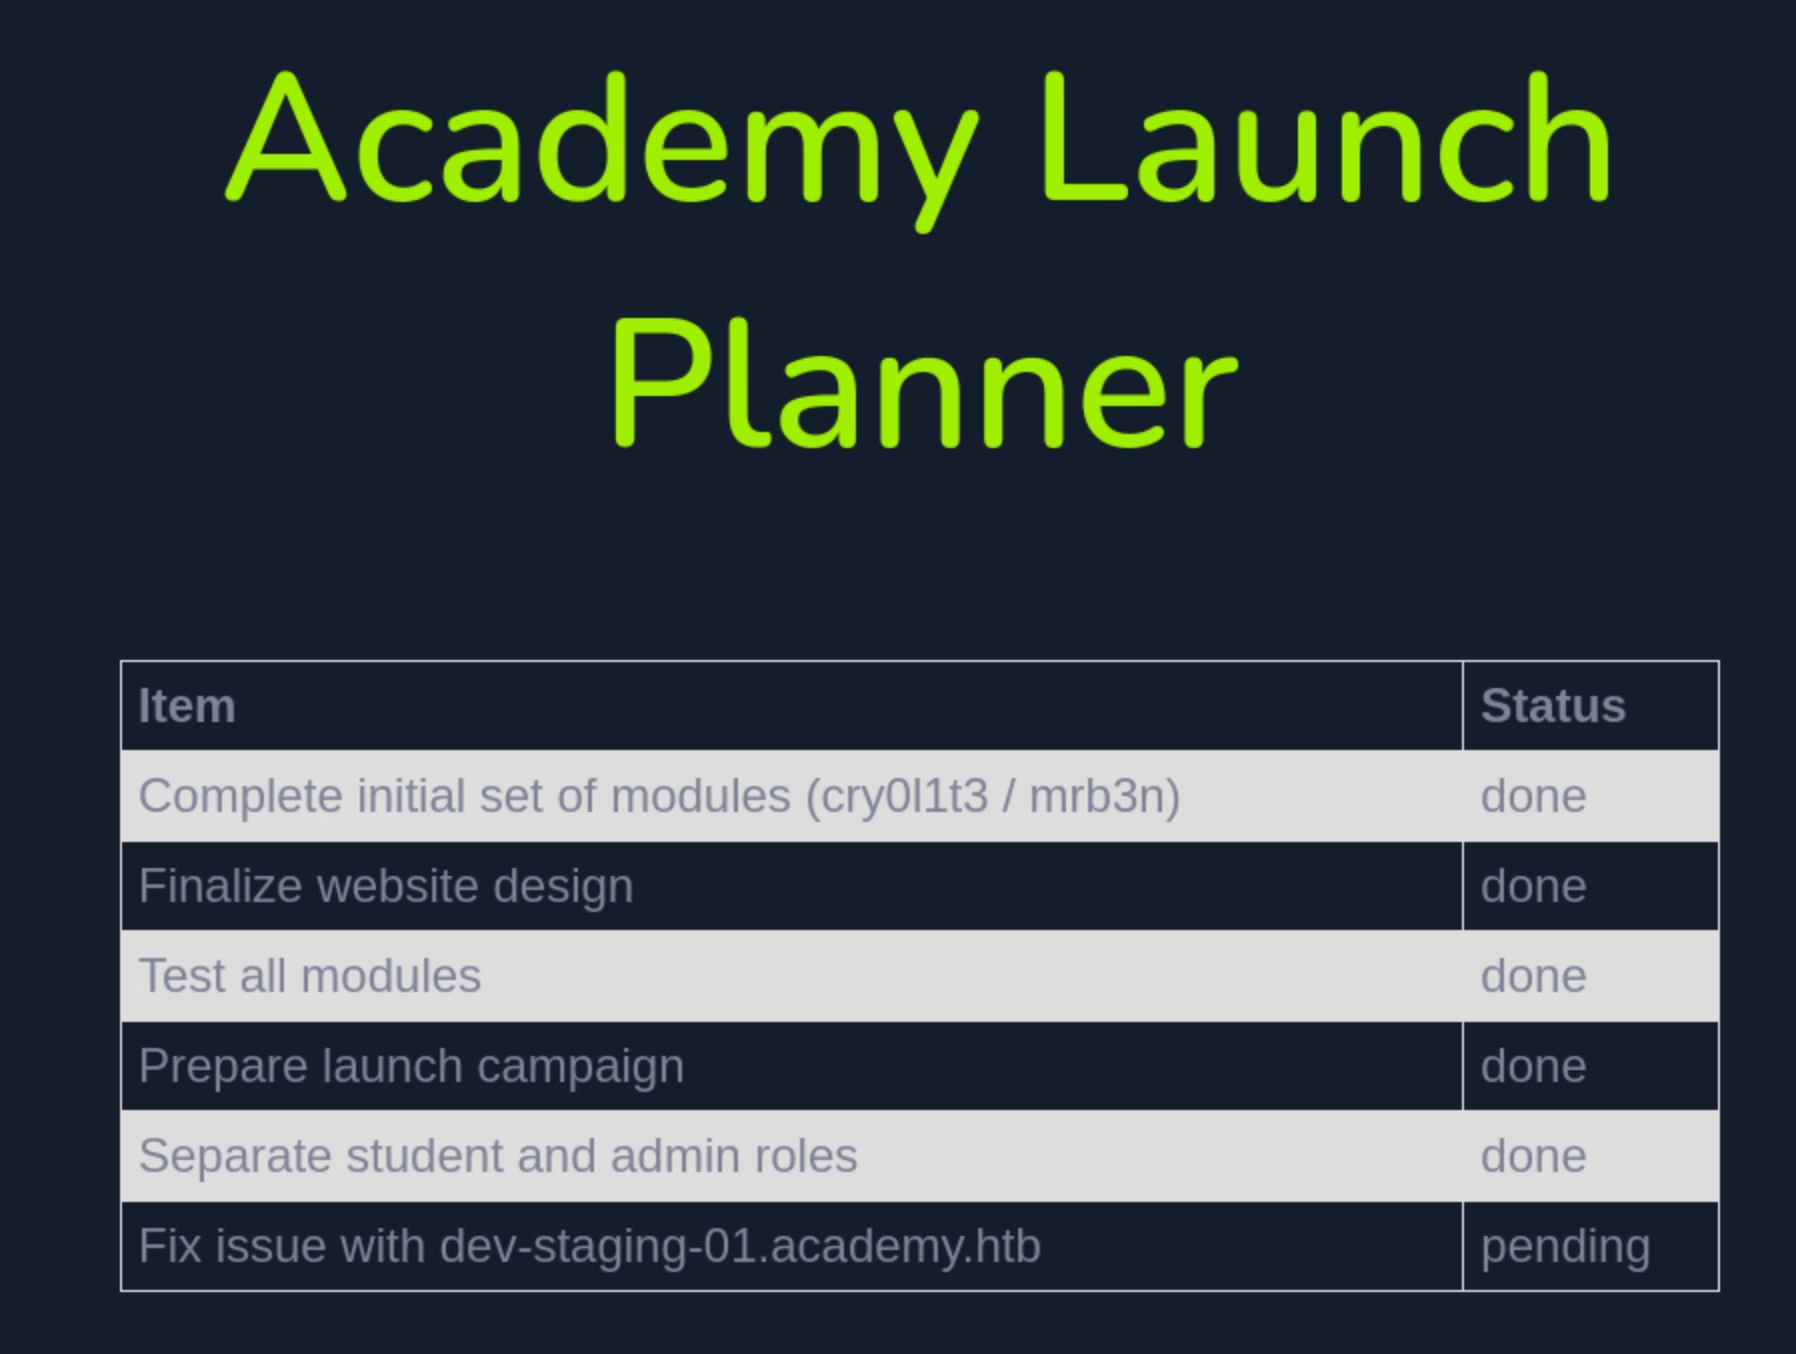 Academy Launch
Planner
Item Status
Complete initial set of modules (cry0l1t3 / mrb3n) done
Finalize website design done
Test all modules done
Prepare launch campaign done
Separate student and admin roles done
Fix issue with dev-staging-01.academy.htb pending